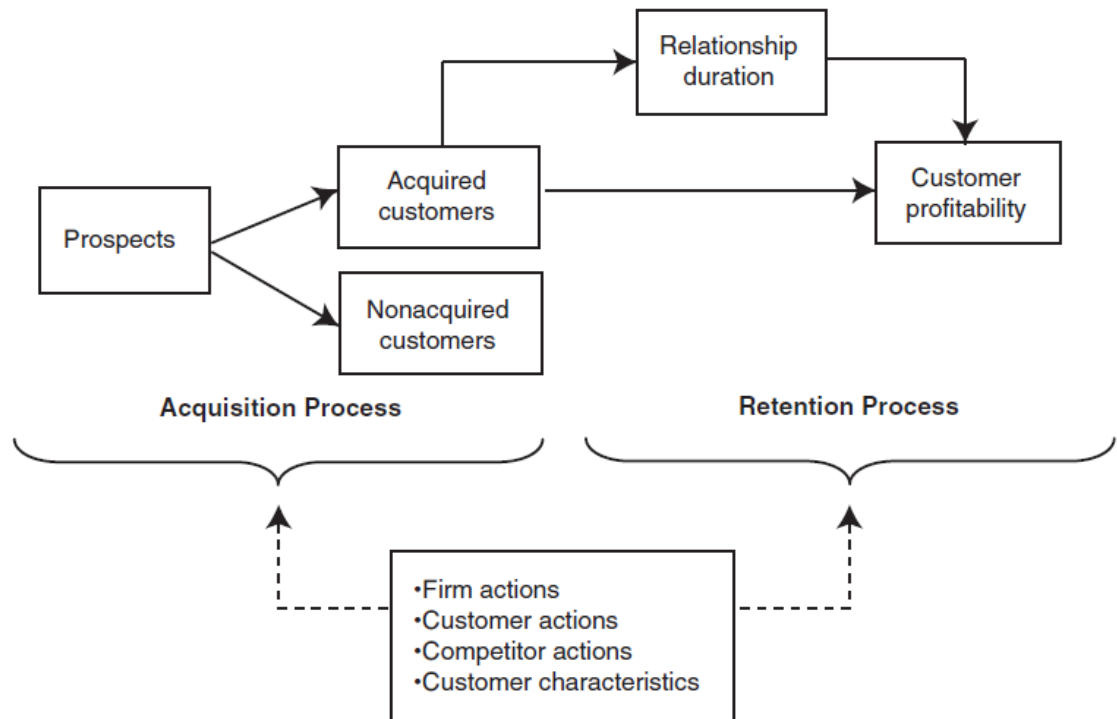 Relationship
duration
Acquired
customers
Customer
profitability
Prospects
Nonacquired
customers
Acquisition Process
Retention Process
•Firm actions
•Customer actions
•Competitor actions
•Customer characteristics